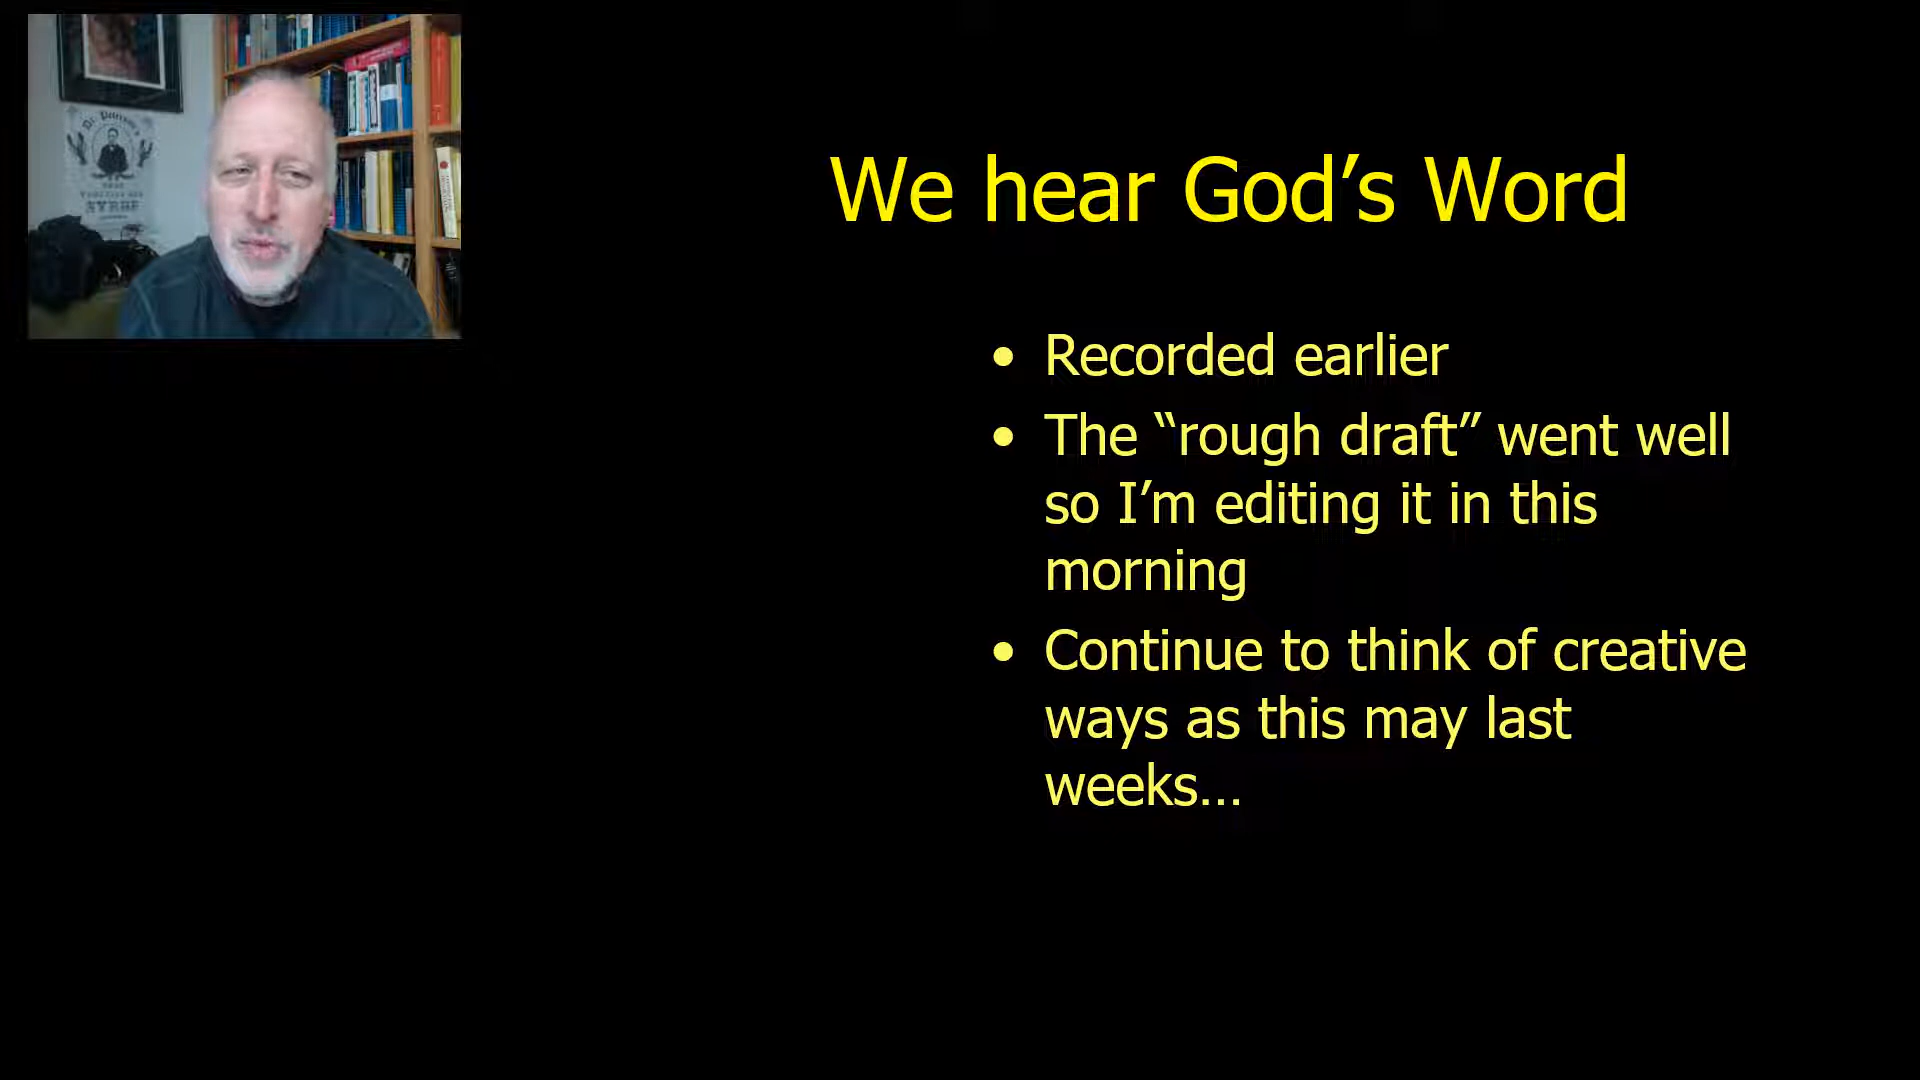 We hear God’s Word
• Recorded earlier
• The “rough draft” went well
so I’m editing it in this
morning
• Continue to think of creative
ways as this may last
weeks...
SYRUP